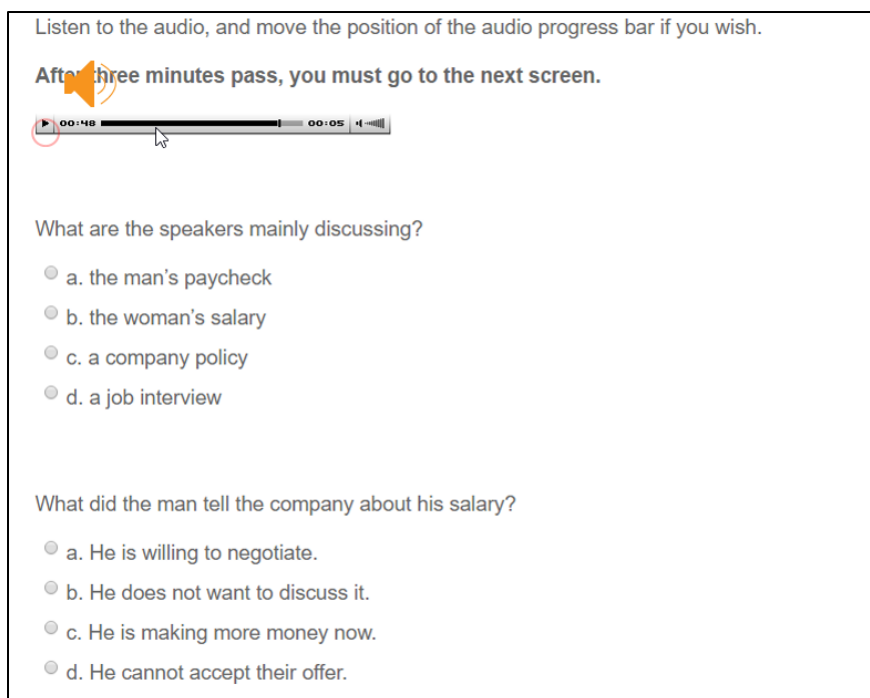 Listen to the audio, and move the position of the audio progress bar if you wish.
After three minutes pass, you must go to the next screen.
00:48 00:05
What are the speakers mainly discussing?
a. the man's paycheck
b. the woman's salary
c. a company policy
d. a job interview
What did the man tell the company about his salary?
a. He is willing to negotiate.
b. He does not want to discuss it.
c. He is making more money now.
d. He cannot accept their offer.